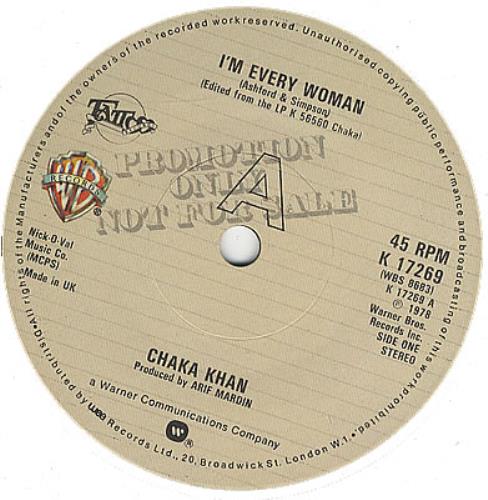 All rights of the Manufacturers and of the owners of the recorded work reserved. Unauthorised copying public performance and broadcasting of this work prohibited.
I'M EVERY WOMAN
(Ashford & Simpson)
(Edited from the LP K 56560 Chaka)
TATTOO
PROMOTION
ONLY
NOT FOR SALE
A
WB
RECORDS
®
Nick-O-Val
Music Co.
(MCPS)
Made in UK
45 RPM
K 17269
(WBS 8683)
K 17269 A
℗ 1978
Warner Bros.
Records Inc.
SIDE ONE
STEREO
CHAKA KHAN
Produced by ARIF MARDIN
a Warner Communications Company
®
•Distributed by wea Records Ltd., 20, Broadwick St. London W.1.•